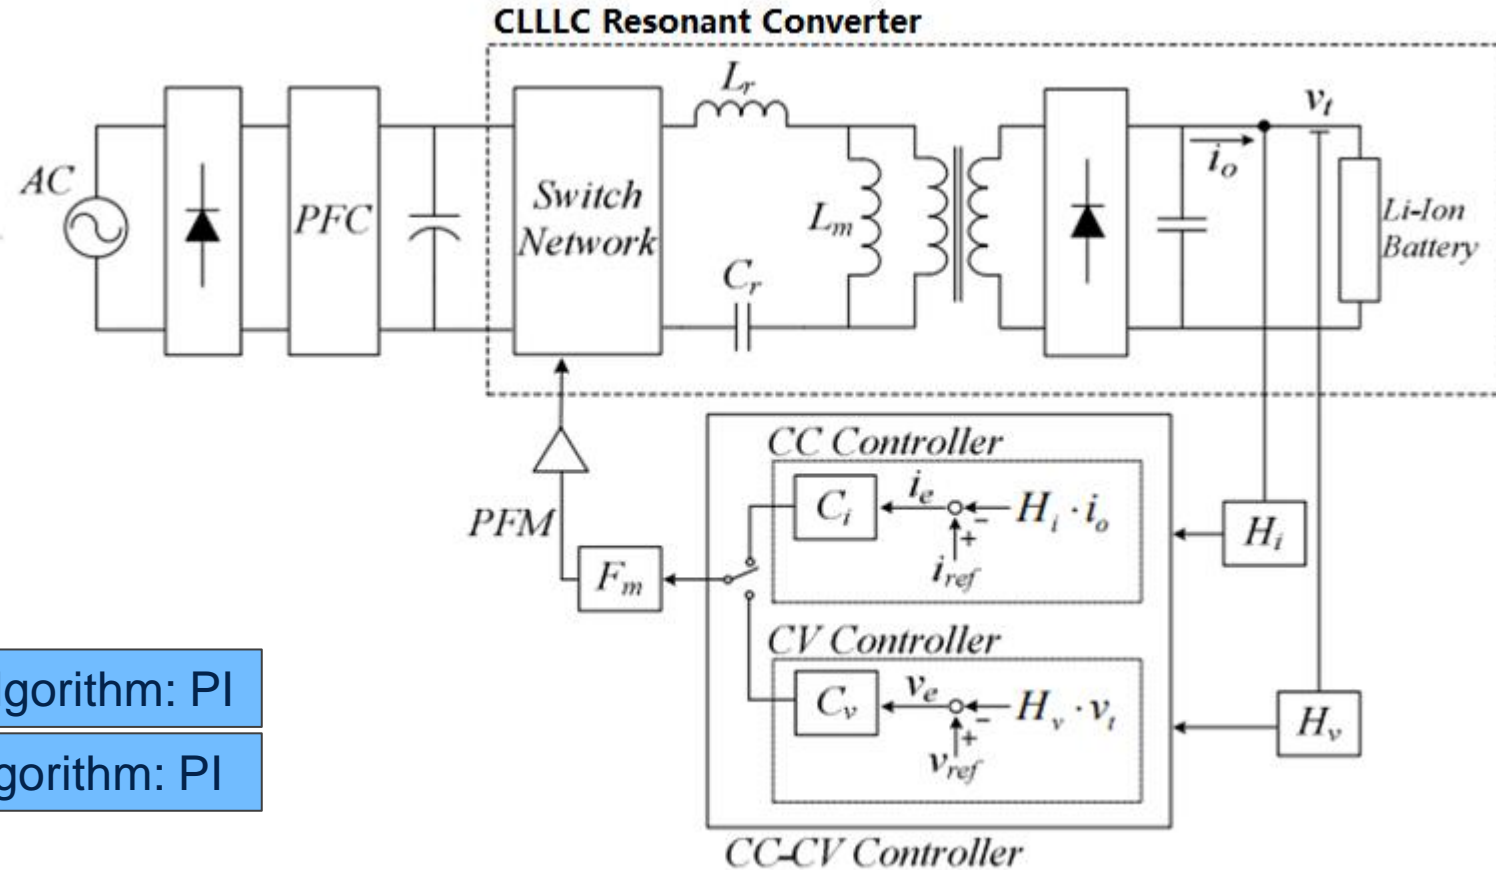 CLLLC Resonant Converter
AC
PFC
Switch
Network
Lr
Cr
Lm
io
vt
Li-Ion
Battery
PFM
Fm
CC Controller
Ci
ie
−
Hi · io
+
iref
Hi
CV Controller
Cv
ve
−
Hv · vt
+
vref
Hv
CC-CV Controller
lgorithm: PI
gorithm: PI